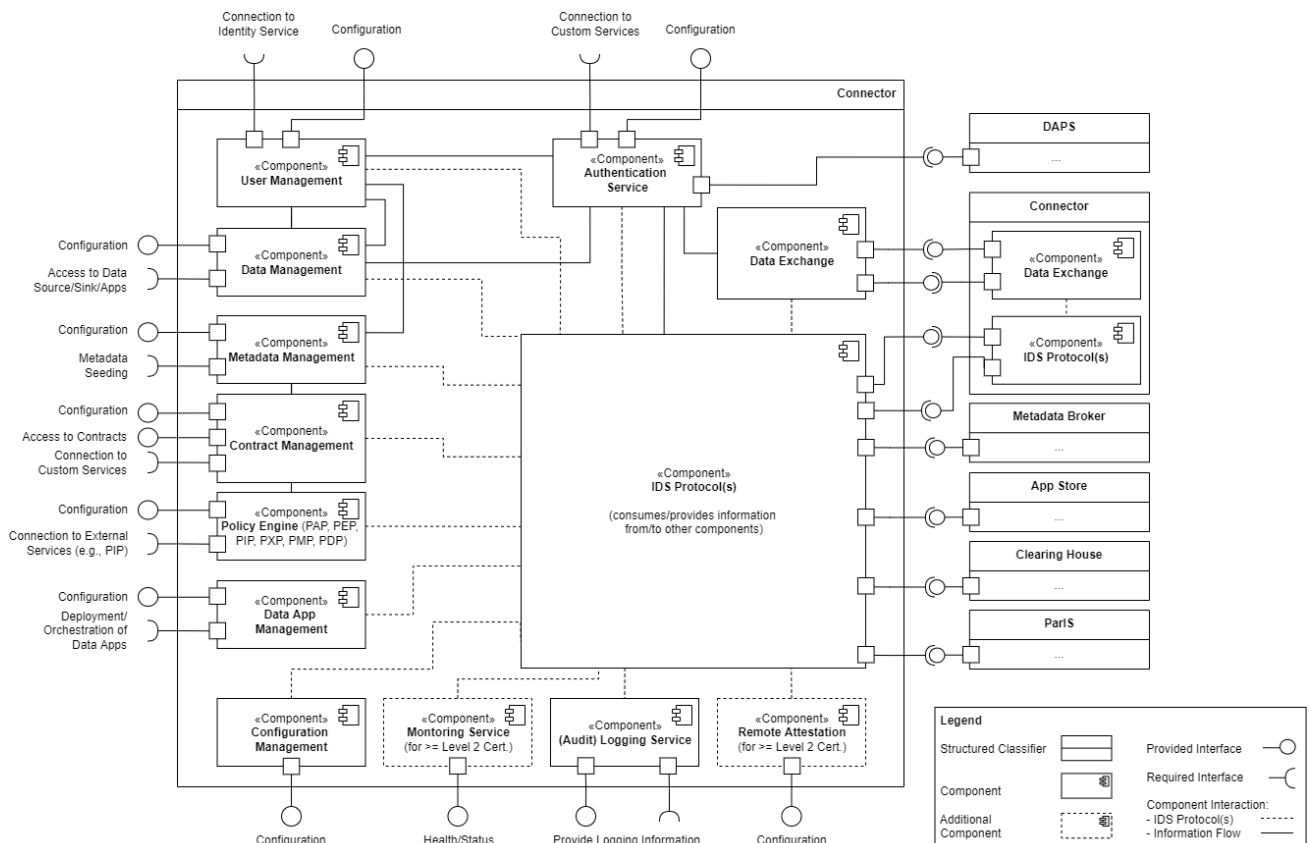 Connection to
Identity Service
Configuration
Connection to
Custom Services
Configuration
Connector
«Component»
User Management
«Component»
Authentication
Service
DAPS
...
Configuration
Access to Data
Source/Sink/Apps
«Component»
Data Management
«Component»
Data Exchange
Connector
«Component»
Data Exchange
«Component»
IDS Protocol(s)
Configuration
Metadata
Seeding
«Component»
Metadata Management
Configuration
Access to Contracts
Connection to
Custom Services
«Component»
Contract Management
«Component»
IDS Protocol(s)
(consumes/provides information
from/to other components)
Metadata Broker
...
App Store
...
Clearing House
...
ParIS
...
Configuration
Connection to External
Services (e.g., PIP)
«Component»
Policy Engine (PAP, PEP,
PIP, PXP, PMP, PDP)
Configuration
Deployment/
Orchestration of
Data Apps
«Component»
Data App
Management
«Component»
Configuration
Management
«Component»
Montoring Service
(for >= Level 2 Cert.)
«Component»
(Audit) Logging Service
«Component»
Remote Attestation
(for >= Level 2 Cert.)
Configuration
Health/Status
Provide Logging Information
Configuration
Legend
Structured Classifier
Component
Additional
Component
Provided Interface
Required Interface
Component Interaction:
- IDS Protocol(s)
- Information Flow